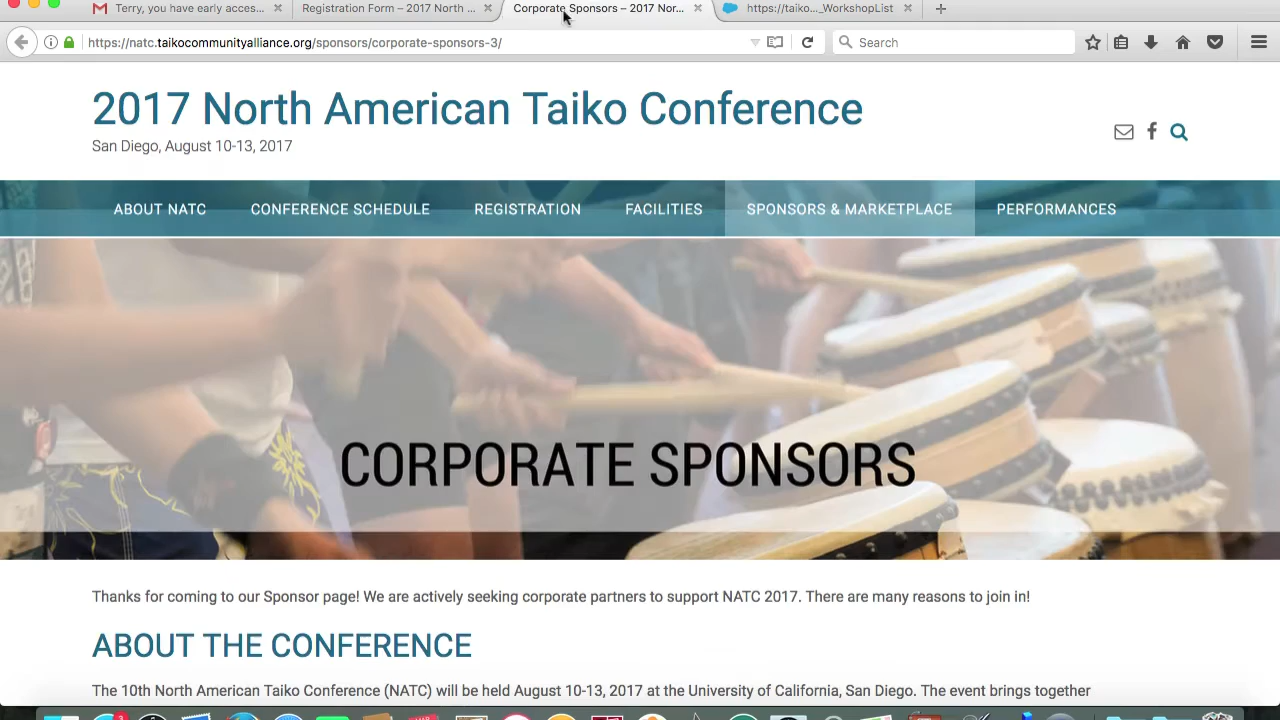 Terry, you have early acces...
Registration Form – 2017 North ...
Corporate Sponsors – 2017 Nor...
https://taiko..._WorkshopList
https://natc.taikocommunityalliance.org/sponsors/corporate-sponsors-3/
Search
2017 North American Taiko Conference
San Diego, August 10-13, 2017
ABOUT NATC
CONFERENCE SCHEDULE
REGISTRATION
FACILITIES
SPONSORS & MARKETPLACE
PERFORMANCES
CORPORATE SPONSORS
Thanks for coming to our Sponsor page! We are actively seeking corporate partners to support NATC 2017. There are many reasons to join in!
ABOUT THE CONFERENCE
The 10th North American Taiko Conference (NATC) will be held August 10-13, 2017 at the University of California, San Diego. The event brings together